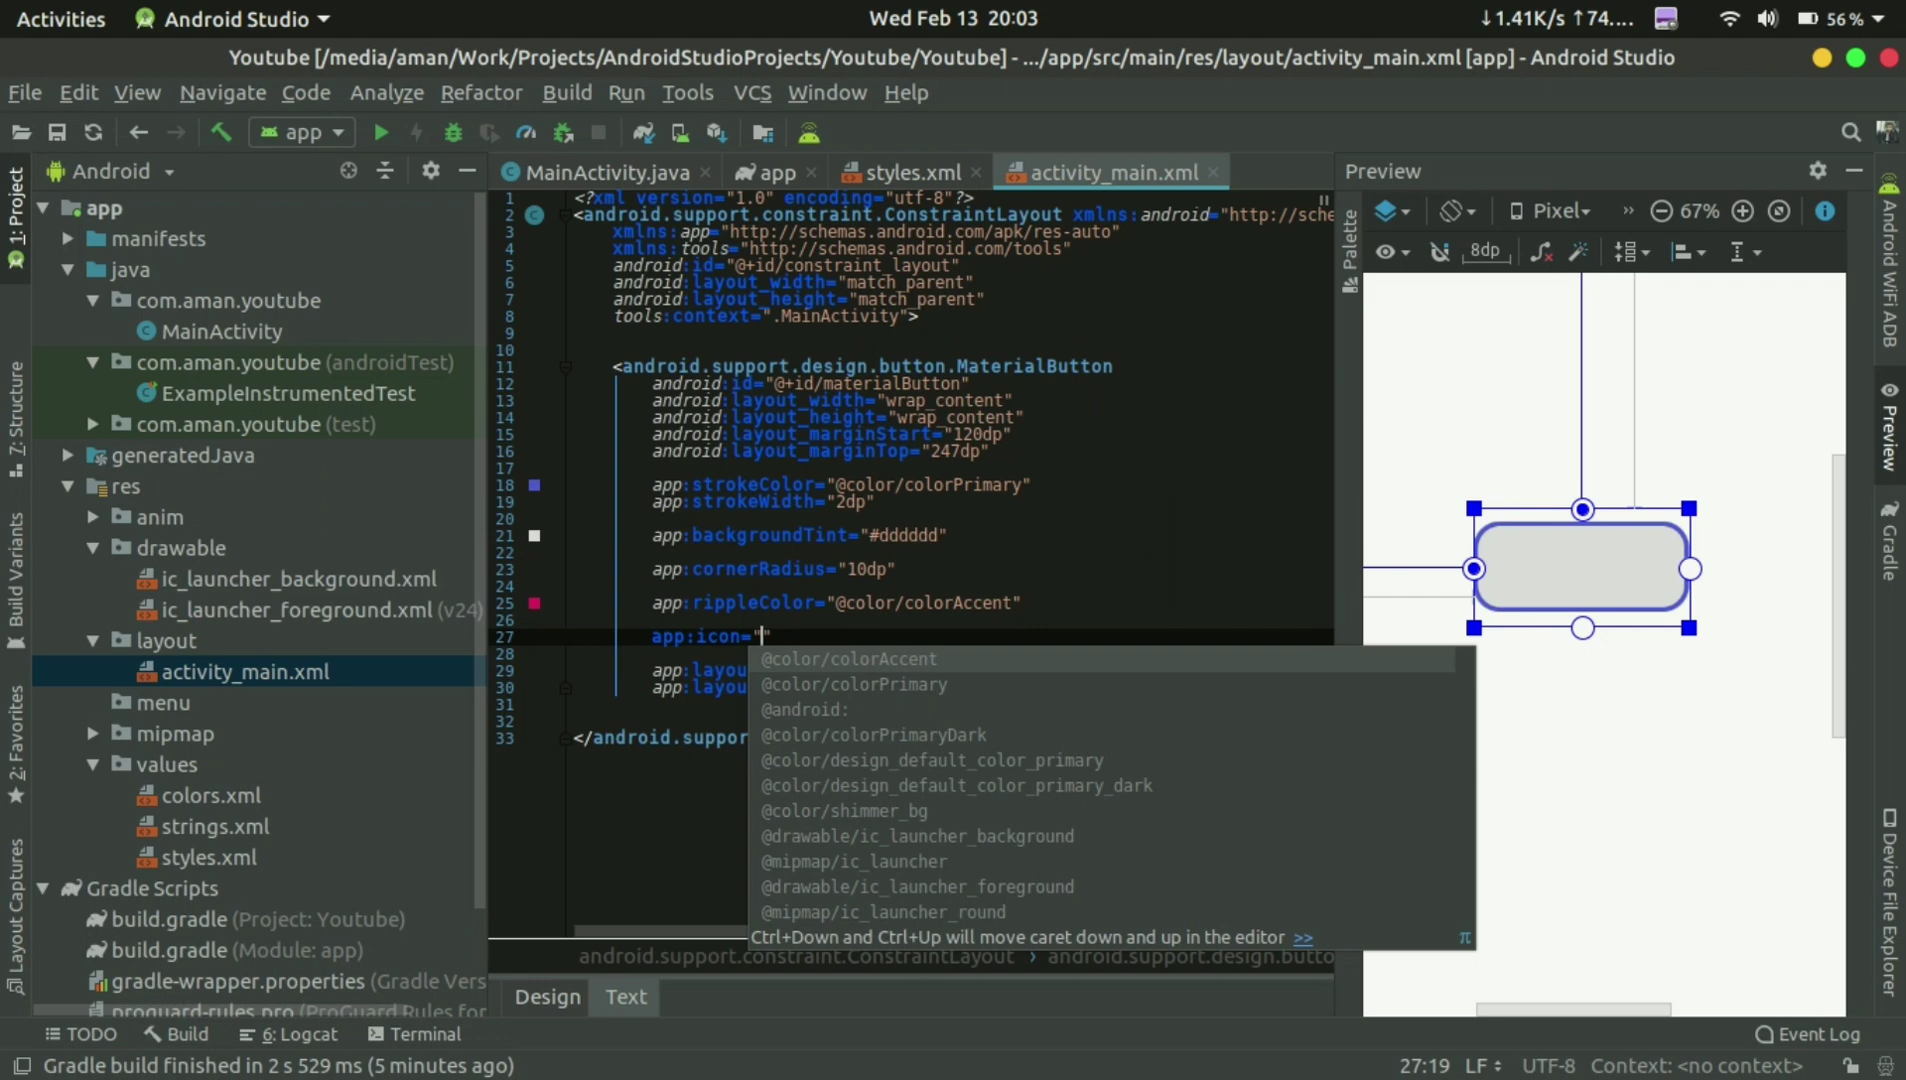 Activities Android Studio Wed Feb 13 20:03 ↓1.41K/s ↑74.... 56 %
Youtube [/media/aman/Work/Projects/AndroidStudioProjects/Youtube/Youtube] - .../app/src/main/res/layout/activity_main.xml [app] - Android Studio
File Edit View Navigate Code Analyze Refactor Build Run Tools VCS Window Help
app
Android
MainActivity.java app styles.xml activity_main.xml
Preview
Pixel 67%
8dp
1: Project
7: Structure
Build Variants
2: Favorites
Layout Captures
app
manifests
java
com.aman.youtube
MainActivity
com.aman.youtube (androidTest)
ExampleInstrumentedTest
com.aman.youtube (test)
generatedJava
res
anim
drawable
ic_launcher_background.xml
ic_launcher_foreground.xml (v24)
layout
activity_main.xml
menu
mipmap
values
colors.xml
strings.xml
styles.xml
Gradle Scripts
build.gradle (Project: Youtube)
build.gradle (Module: app)
gradle-wrapper.properties (Gradle Vers
proguard-rules.pro (ProGuard Rules for
1 <?xml version="1.0" encoding="utf-8"?>
2 <android.support.constraint.ConstraintLayout xmlns:android="http://sche
3 xmlns:app="http://schemas.android.com/apk/res-auto"
4 xmlns:tools="http://schemas.android.com/tools"
5 android:id="@+id/constraint_layout"
6 android:layout_width="match_parent"
7 android:layout_height="match_parent"
8 tools:context=".MainActivity">
9
10
11 <android.support.design.button.MaterialButton
12 android:id="@+id/materialButton"
13 android:layout_width="wrap_content"
14 android:layout_height="wrap_content"
15 android:layout_marginStart="120dp"
16 android:layout_marginTop="247dp"
17
18 app:strokeColor="@color/colorPrimary"
19 app:strokeWidth="2dp"
20
21 app:backgroundTint="#dddddd"
22
23 app:cornerRadius="10dp"
24
25 app:rippleColor="@color/colorAccent"
26
27 app:icon=""
28
29 app:layou
30 app:layou
31
32
33 </android.suppor
@color/colorAccent
@color/colorPrimary
@android:
@color/colorPrimaryDark
@color/design_default_color_primary
@color/design_default_color_primary_dark
@color/shimmer_bg
@drawable/ic_launcher_background
@mipmap/ic_launcher
@drawable/ic_launcher_foreground
@mipmap/ic_launcher_round
Ctrl+Down and Ctrl+Up will move caret down and up in the editor >> π
android.support.constraint.ConstraintLayout › android.support.design.butto
Design Text
Palette
Android WiFi ADB
Preview
Gradle
Device File Explorer
TODO Build 6: Logcat Terminal Event Log
Gradle build finished in 2 s 529 ms (5 minutes ago) 27:19 LF UTF-8 Context: <no context>